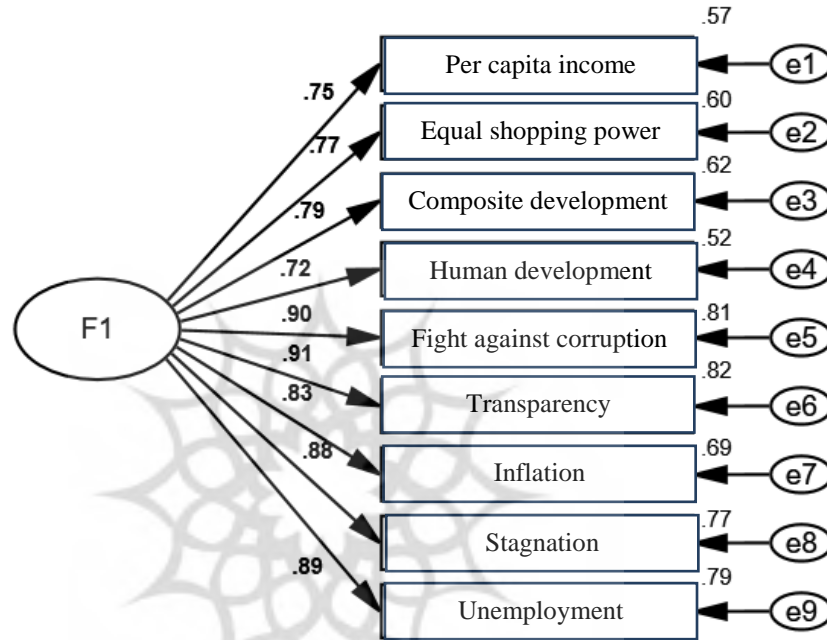 .57
.75 Per capita income e1
.60
.77 Equal shopping power e2
.62
.79 Composite development e3
.52
.72 Human development e4
F1
.81
.90 Fight against corruption e5
.82
.91 Transparency e6
.69
.83 Inflation e7
.77
.88 Stagnation e8
.79
.89 Unemployment e9